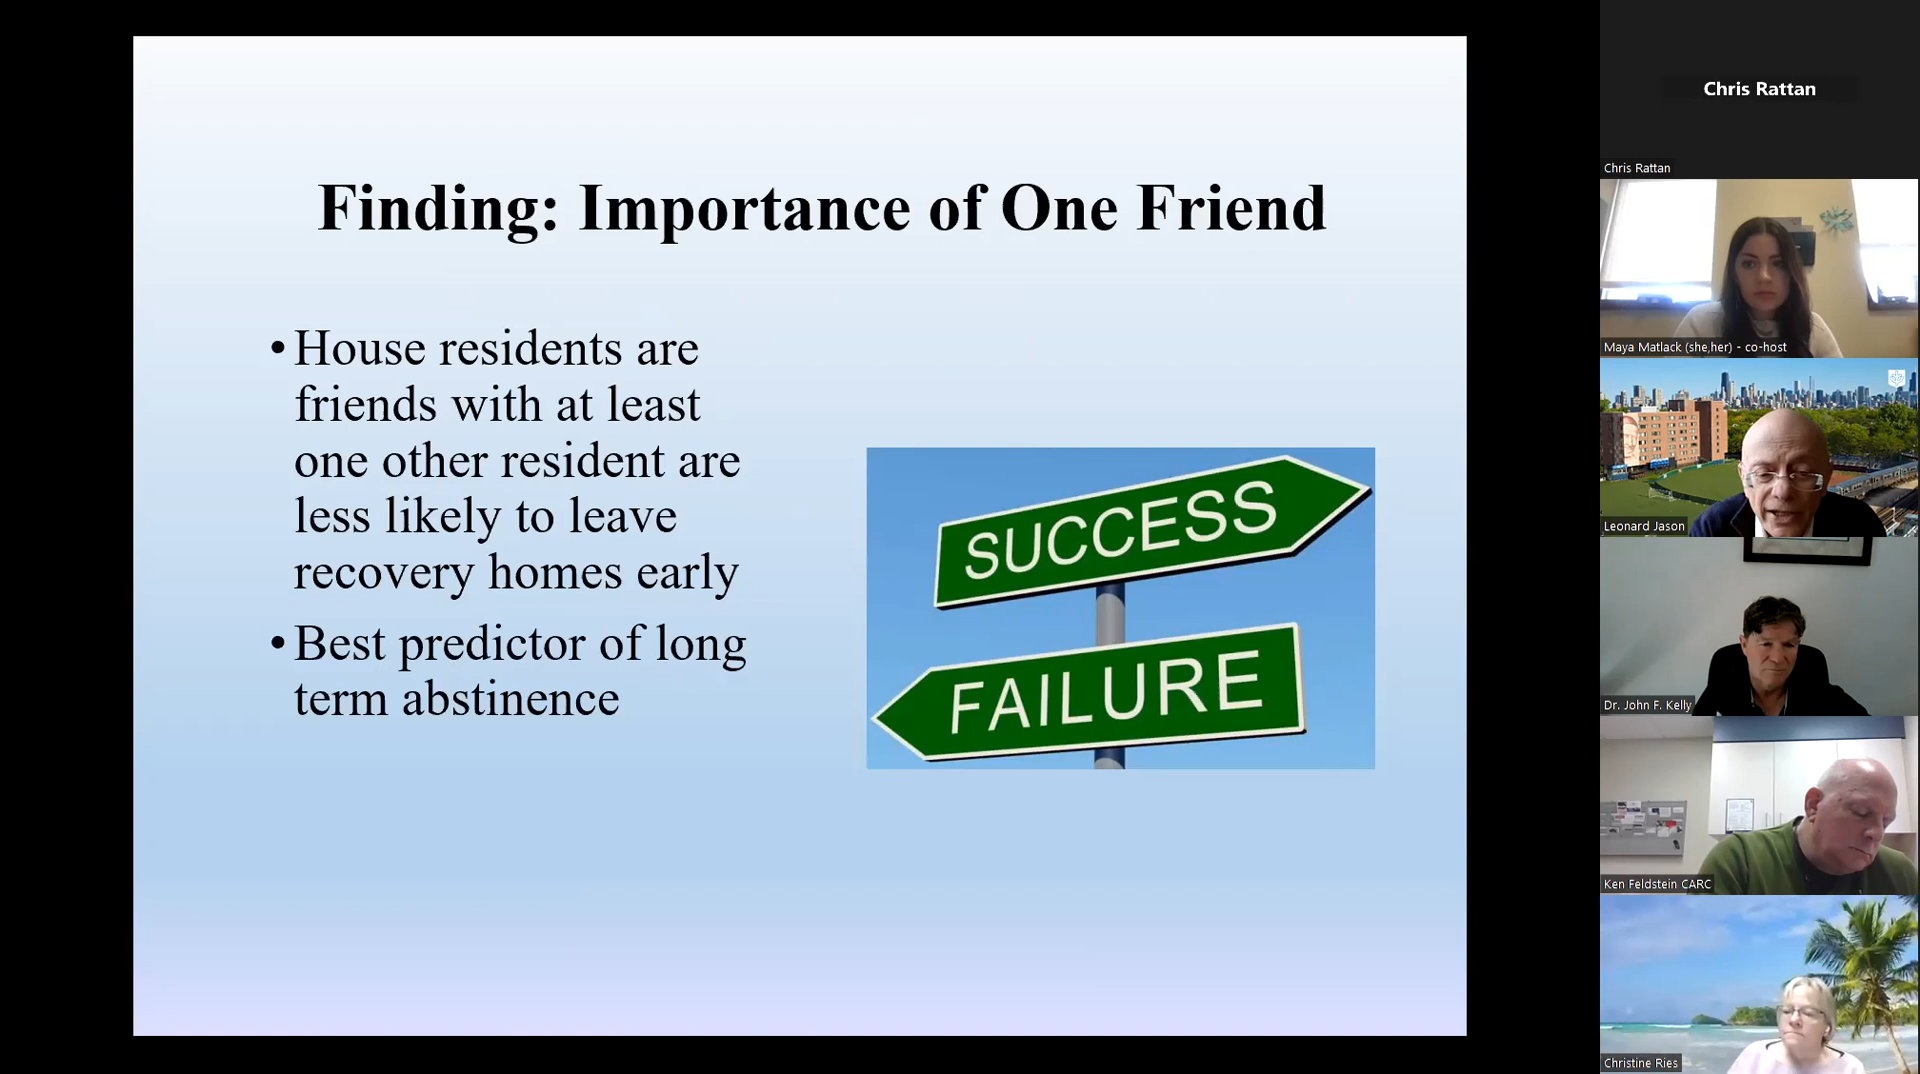 Finding: Importance of One Friend
• House residents are
friends with at least
one other resident are
less likely to leave
recovery homes early
• Best predictor of long
term abstinence
SUCCESS
FAILURE
Chris Rattan
Chris Rattan
Maya Matlack (she,her) - co-host
Leonard Jason
Dr. John F. Kelly
Ken Feldstein CARC
Christine Ries